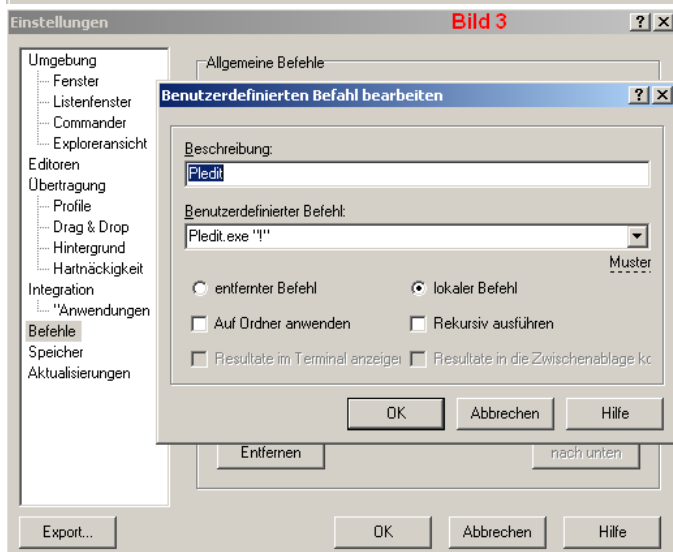 Einstellungen
Bild 3
Umgebung
Fenster
Listenfenster
Commander
Exploreransicht
Editoren
Übertragung
Profile
Drag & Drop
Hintergrund
Hartnäckigkeit
Integration
"Anwendungen
Befehle
Speicher
Aktualisierungen
Allgemeine Befehle
Benutzerdefinierten Befahl bearbeiten
Beschreibung:
Pledit
Benutzerdefinierter Befehl:
Pledit.exe "!"
Muster
entfernter Befehl
lokaler Befehl
Auf Ordner anwenden
Rekursiv ausführen
Resultate im Terminal anzeiger
Resultate in die Zwischenablage kc
OK
Abbrechen
Hilfe
Entfernen
nach unten
Export...
OK
Abbrechen
Hilfe